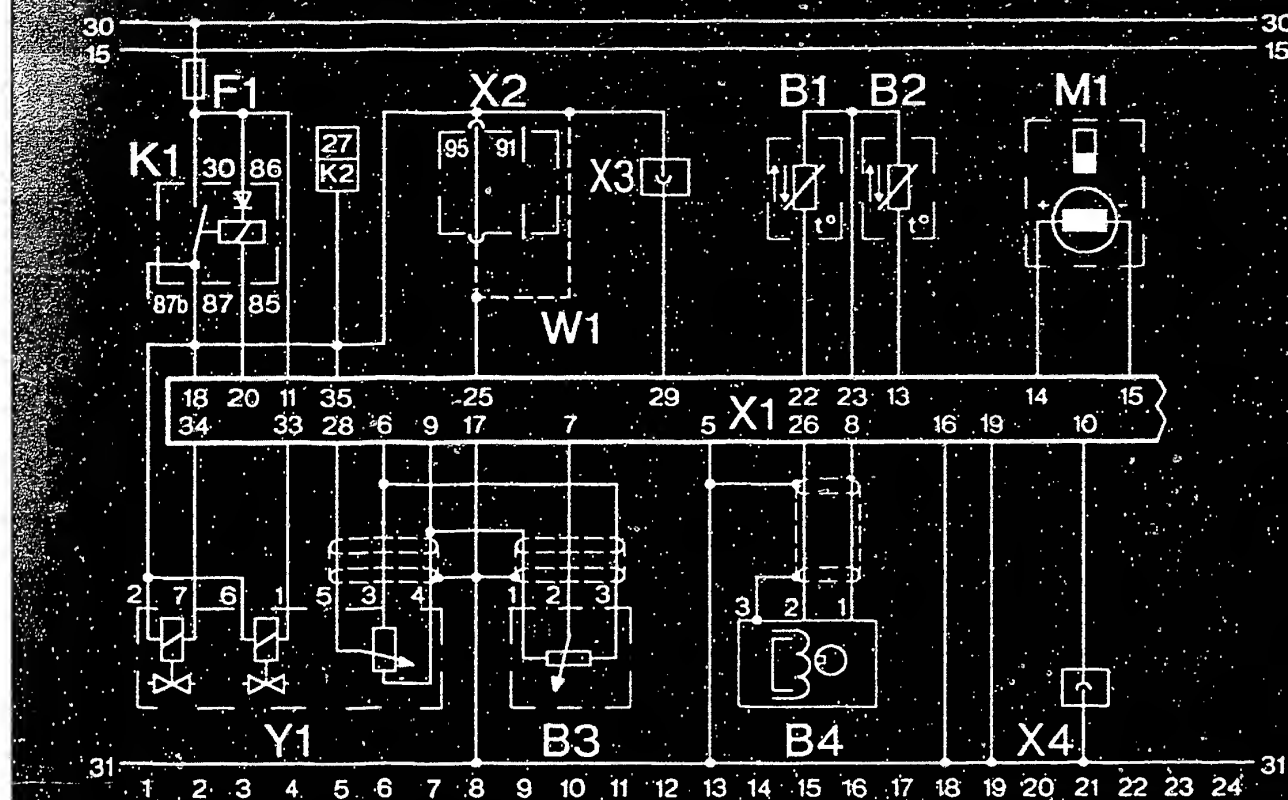 30 30
15 15
F1 X2 B1 B2 M1
K1 30 86 27 95 91
K2 X3
t° t°
+ -
87b 87 85
W1
18 20 11 35 25 29 22 23 13 14 15
34 33 28 6 9 17 7 5 X1 26 8 16 19 10
2 7 6 1 5 3 4 1 2 3 3 2 1
Y1 B3 B4 X4
31 31
1 2 3 4 5 6 7 8 9 10 11 12 13 14 15 16 17 18 19 20 21 22 23 24